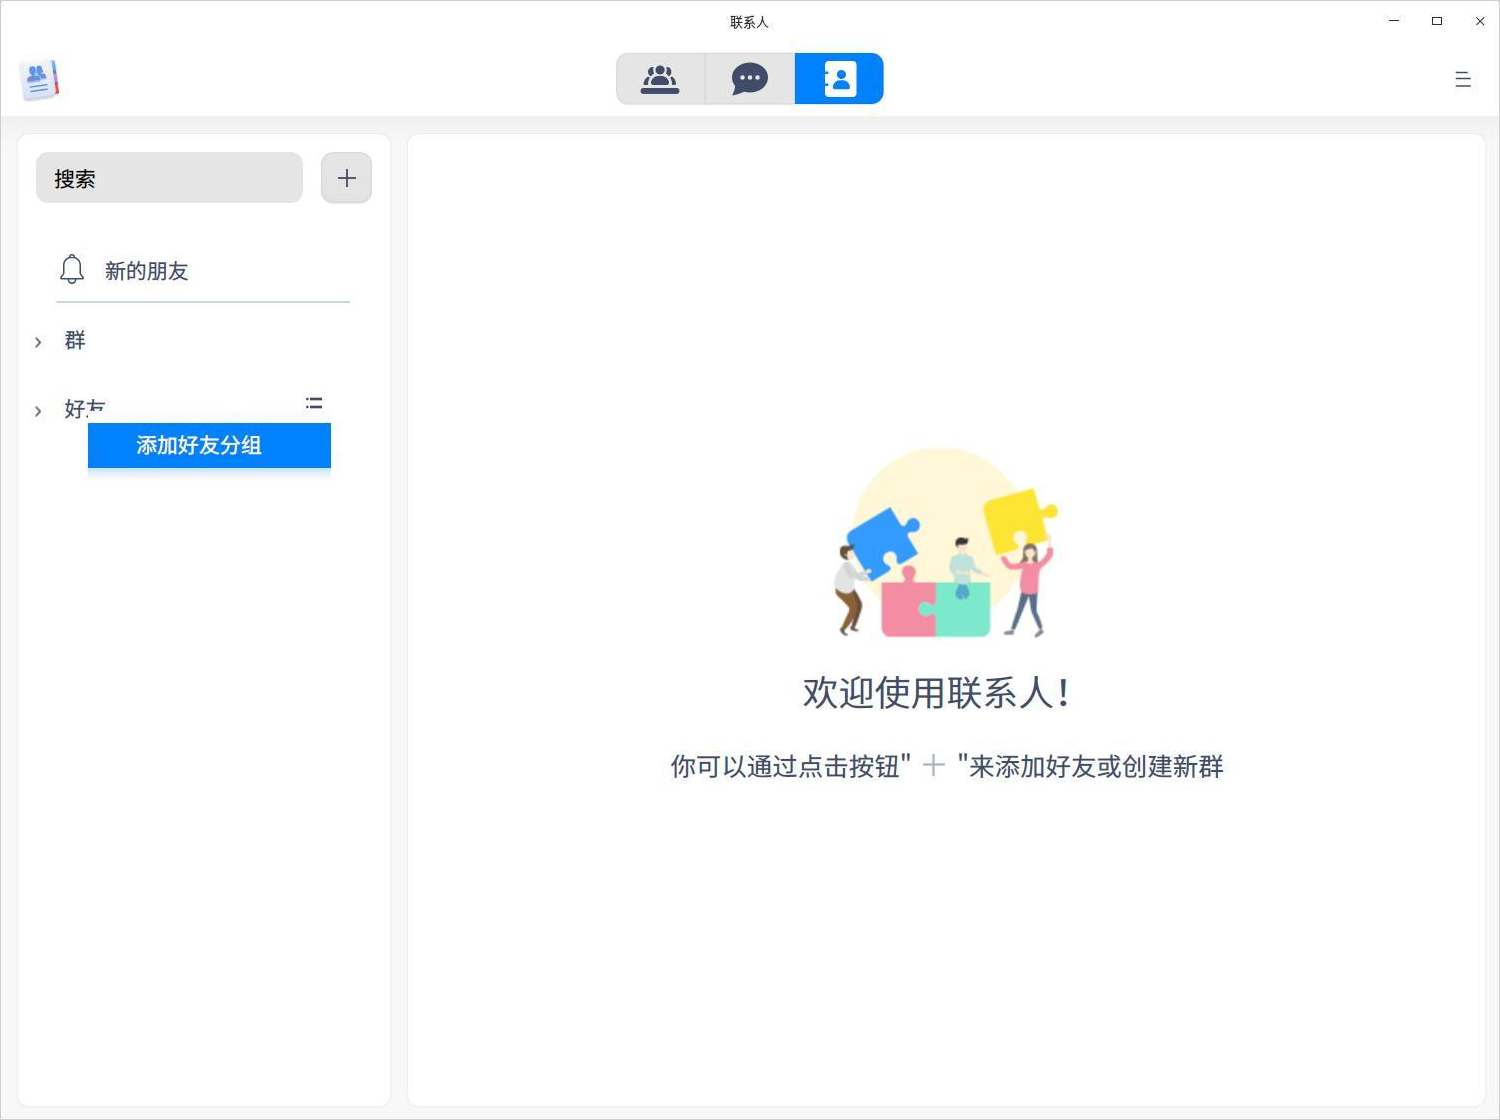 联系人
搜索
新的朋友
群
好友
添加好友分组
欢迎使用联系人！
你可以通过点击按钮" + "来添加好友或创建新群